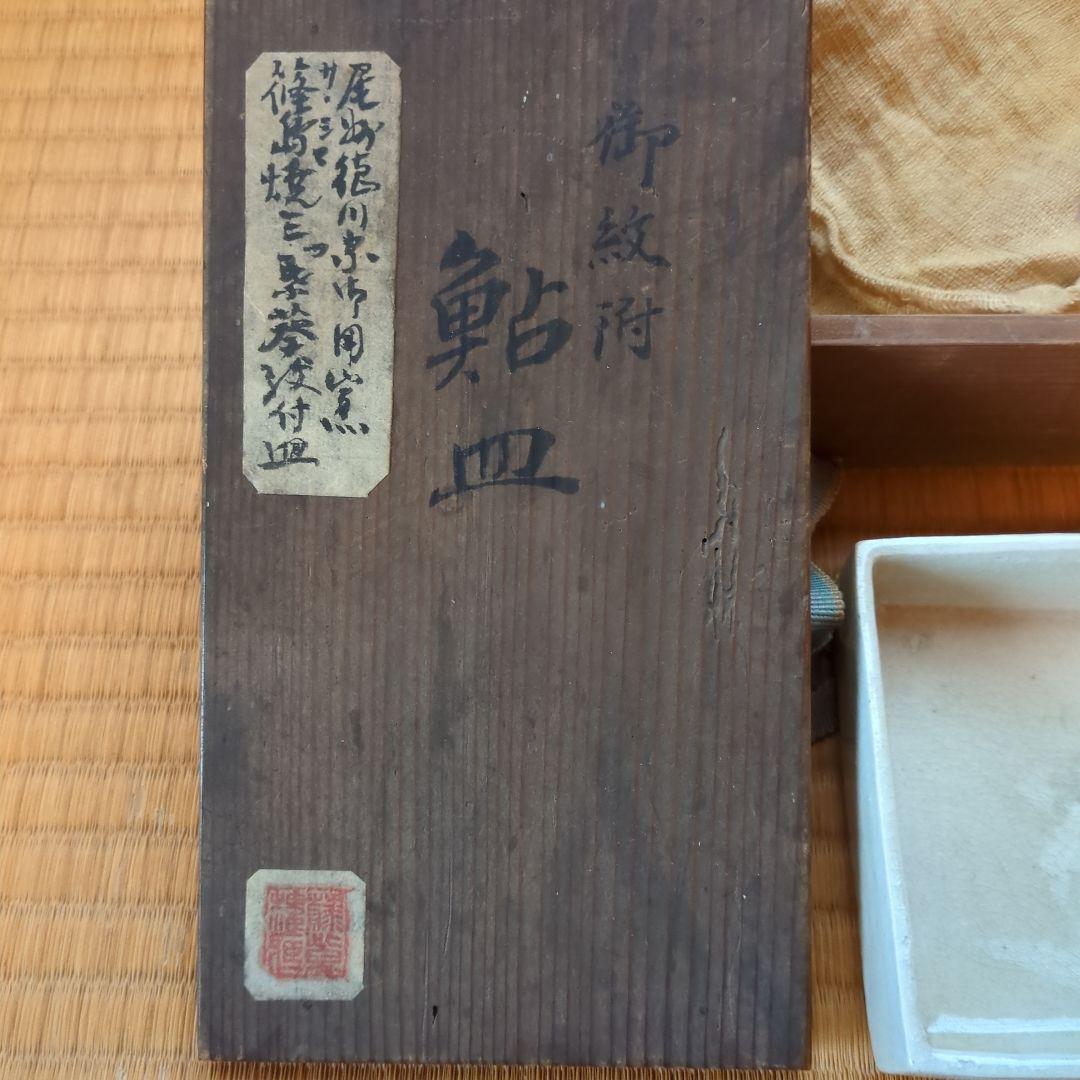 御紋附
鮎皿
尾州徳川家御用窯
篠島焼三ッ葉葵紋付皿